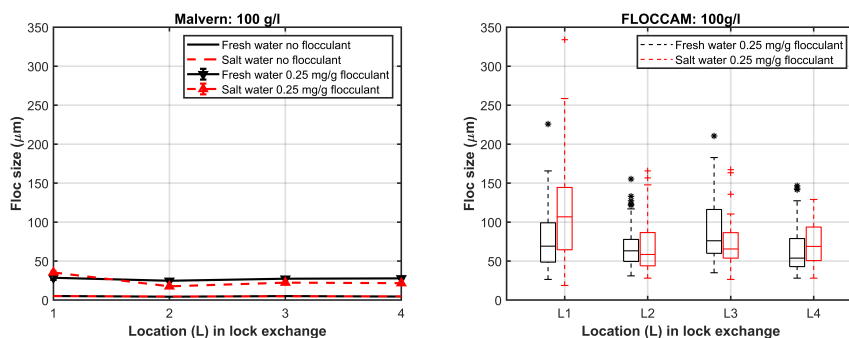 Malvern: 100 g/l
Floc size (μm)
350
300
250
200
150
100
50
0
Fresh water no flocculant
Salt water no flocculant
Fresh water 0.25 mg/g flocculant
Salt water 0.25 mg/g flocculant
1 2 3 4
Location (L) in lock exchange
FLOCCAM: 100g/l
Floc size (μm)
350
300
250
200
150
100
50
0
Fresh water 0.25 mg/g flocculant
Salt water 0.25 mg/g flocculant
L1 L2 L3 L4
Location (L) in lock exchange